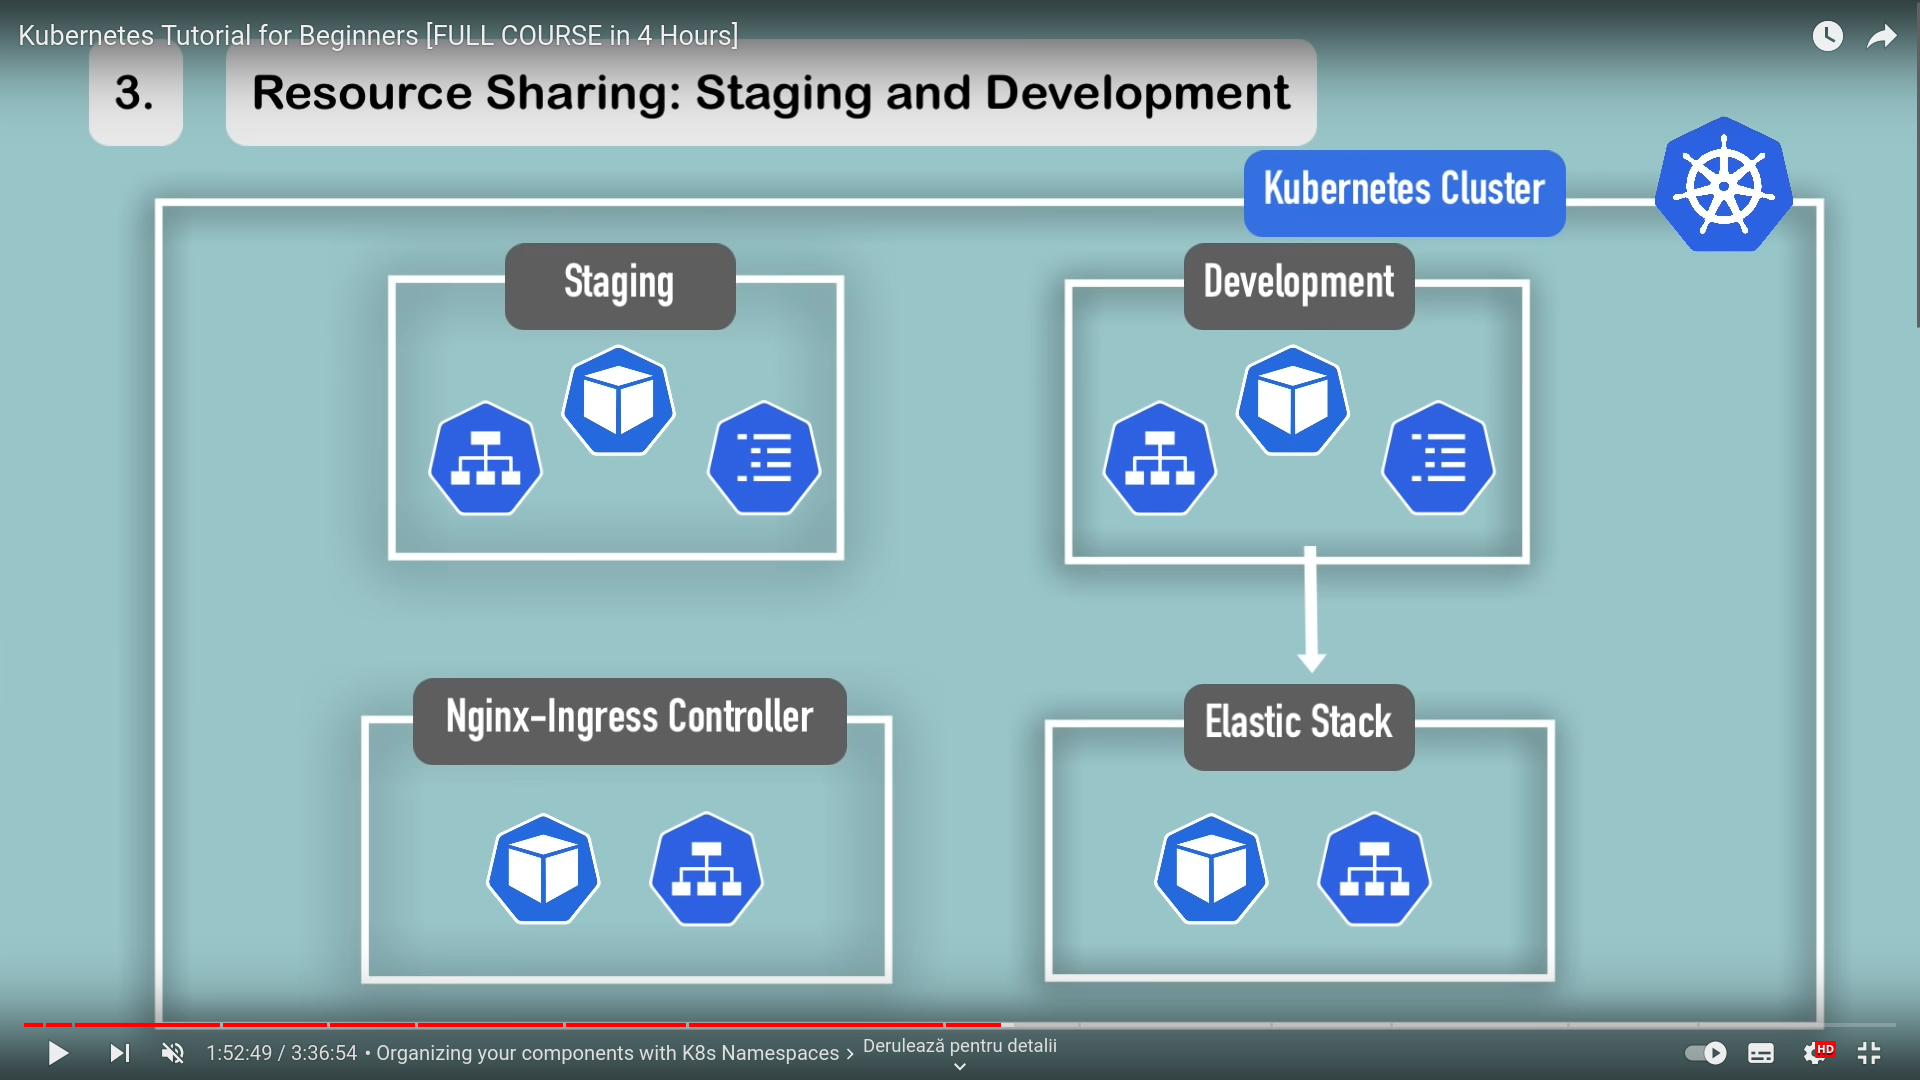 Kubernetes Tutorial for Beginners [FULL COURSE in 4 Hours]
3.
Resource Sharing: Staging and Development
Kubernetes Cluster
Staging
Development
Nginx-Ingress Controller
Elastic Stack
1:52:49 / 3:36:54 • Organizing your components with K8s Namespaces
Derulează pentru detalii
HD